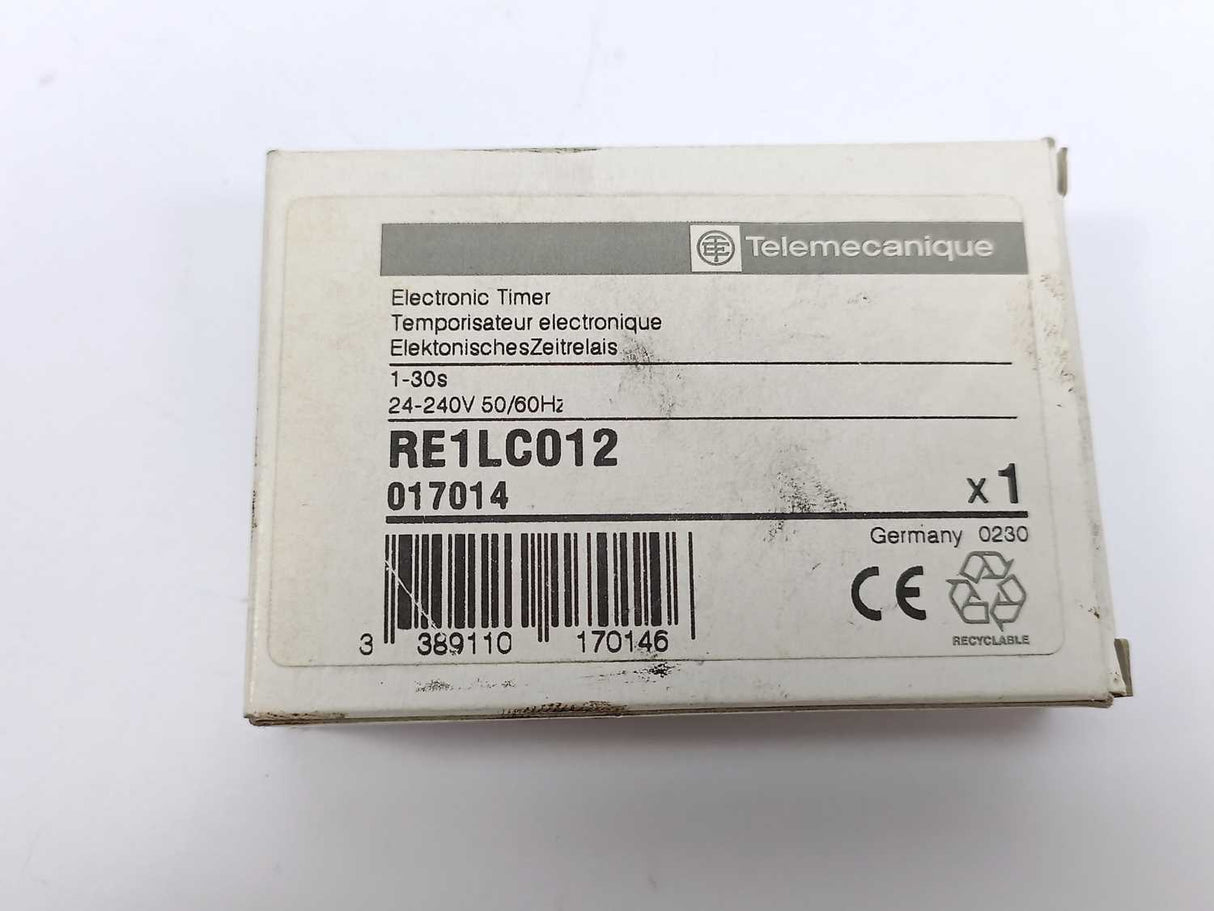 Telemecanique
Electronic Timer
Temporisateur electronique
ElektonischesZeitrelais
1-30s
24-240V 50/60Hz
RE1LC012
017014
x 1
Germany 0230
CE
RECYCLABLE
3 389110 170146